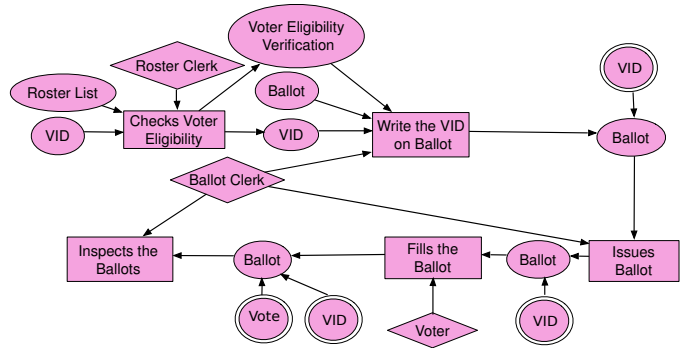 Voter Eligibility
Verification
Roster Clerk
VID
Roster List
Ballot
Checks Voter
Eligibility
VID
VID
Write the VID
on Ballot
Ballot
Ballot Clerk
Inspects the
Ballots
Ballot
Fills the
Ballot
Ballot
Issues
Ballot
Vote
VID
Voter
VID